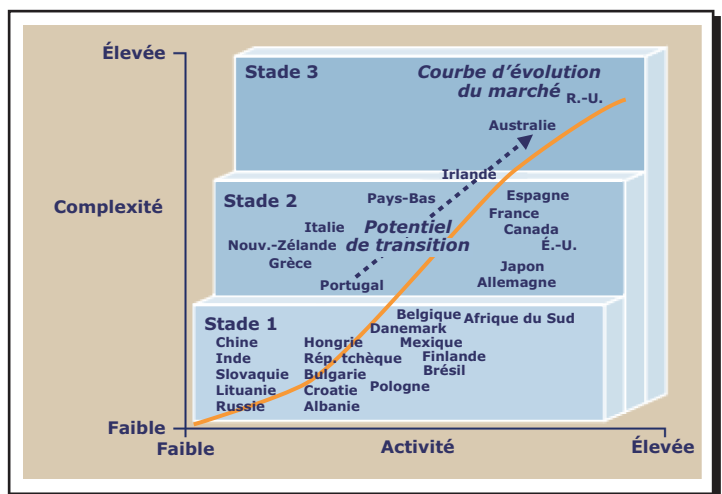 Élevée
Stade 3
Courbe d'évolution
du marché
R.-U.
Australie
Irlande
Complexité
Stade 2
Pays-Bas
Espagne
France
Italie
Potentiel
Canada
Nouv.-Zélande
de transition
É.-U.
Grèce
Japon
Portugal
Allemagne
Stade 1
Belgique
Afrique du Sud
Danemark
Chine
Hongrie
Mexique
Inde
Rép. tchèque
Finlande
Slovaquie
Bulgarie
Brésil
Lituanie
Croatie
Pologne
Russie
Albanie
Faible
Faible
Activité
Élevée